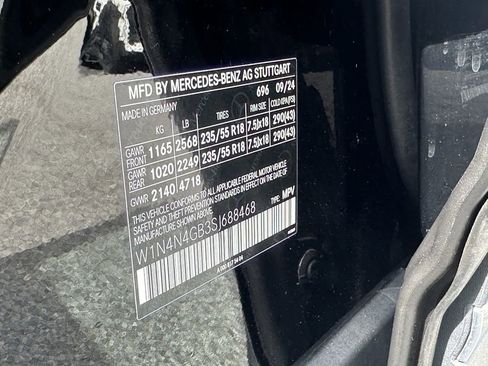 MFD BY MERCEDES-BENZ AG STUTTGART
MADE IN GERMANY 696 09/24
KG LB TIRES RIM SIZE COLD KPA(PSI)
GAWR FRONT 1165 2568 235/55 R18 7.5Jx18 290(43)
GAWR REAR 1020 2249 235/55 R18 7.5Jx18 290(43)
GVWR 2140 4718
THIS VEHICLE CONFORMS TO ALL APPLICABLE FEDERAL MOTOR VEHICLE
SAFETY AND THEFT PREVENTION STANDARDS IN EFFECT ON THE DATE OF
MANUFACTURE SHOWN ABOVE. TYPE: MPV
W1N4N4GB3SJ688468